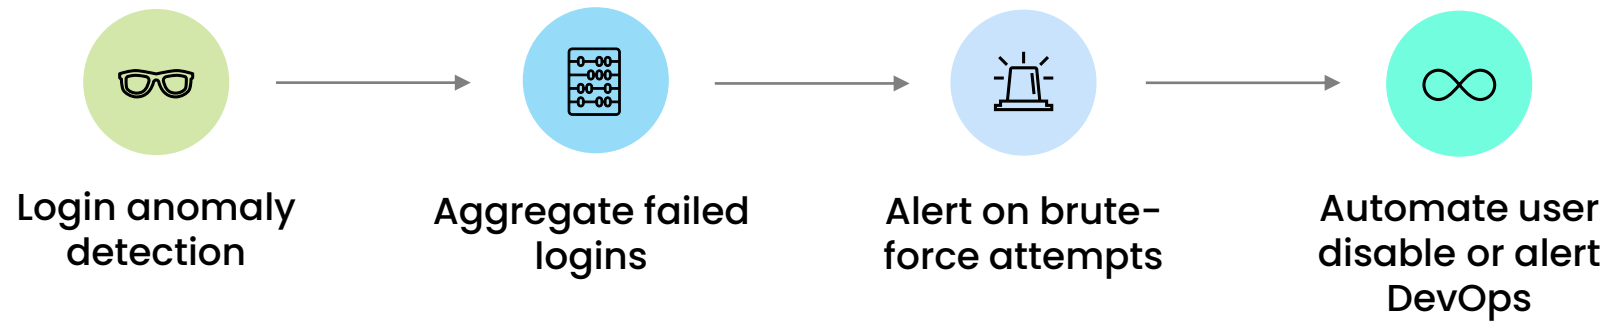 Login anomaly
detection
Aggregate failed
logins
Alert on brute-
force attempts
Automate user
disable or alert
DevOps